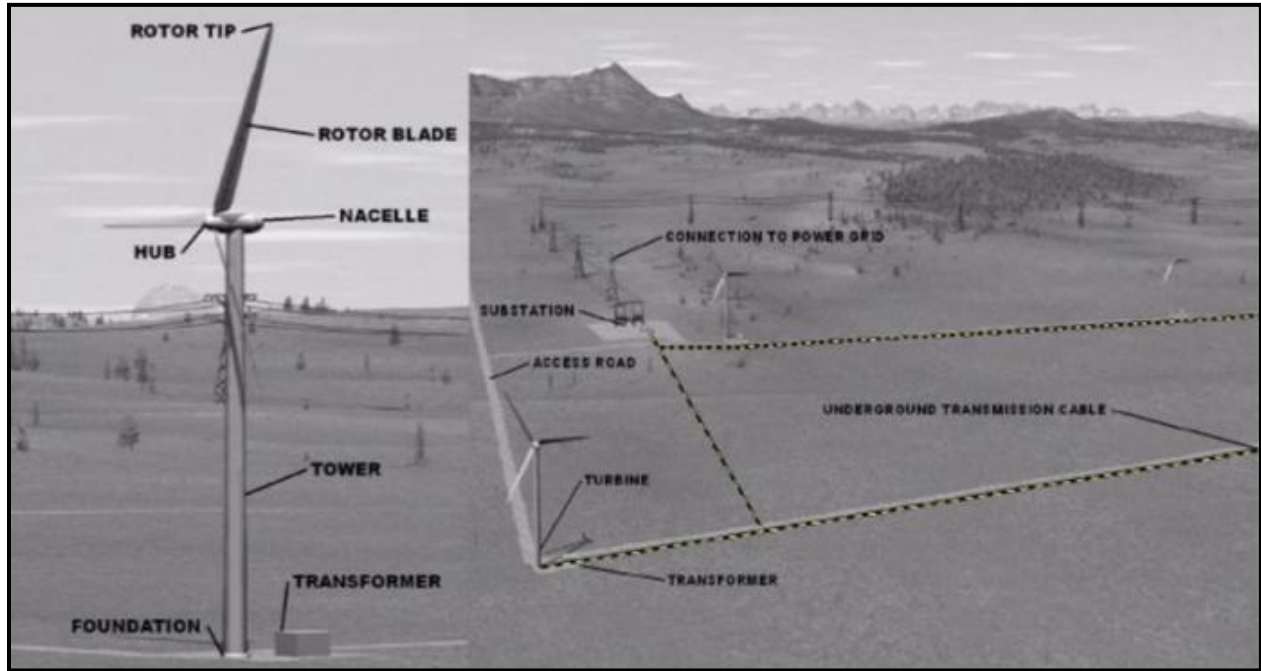 ROTOR TIP
ROTOR BLADE
NACELLE
HUB
TOWER
TRANSFORMER
FOUNDATION
CONNECTION TO POWER GRID
SUBSTATION
ACCESS ROAD
UNDERGROUND TRANSMISSION CABLE
TURBINE
TRANSFORMER